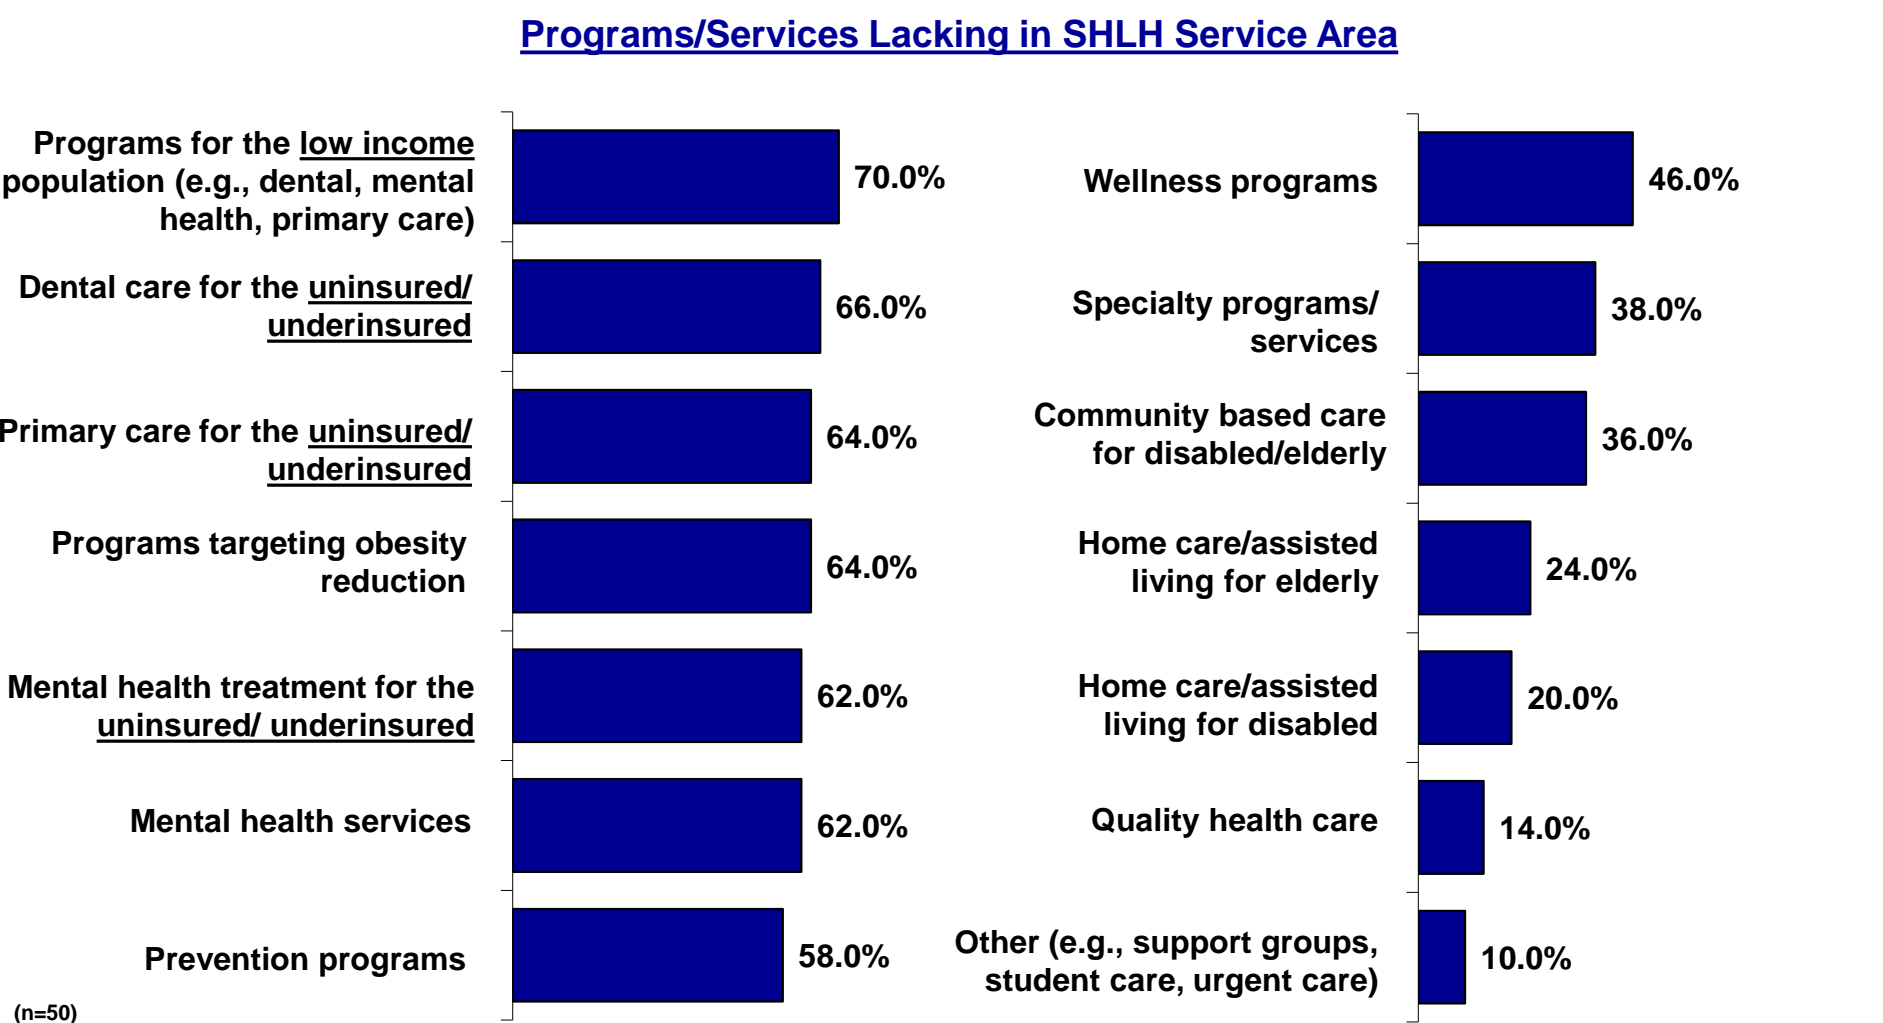 Programs/Services Lacking in SHLH Service Area
Programs for the low income
population (e.g., dental, mental
health, primary care)
70.0%
Dental care for the uninsured/
underinsured
66.0%
Primary care for the uninsured/
underinsured
64.0%
Programs targeting obesity
reduction
64.0%
Mental health treatment for the
uninsured/ underinsured
62.0%
Mental health services
62.0%
Prevention programs
58.0%
(n=50)
Wellness programs
46.0%
Specialty programs/
services
38.0%
Community based care
for disabled/elderly
36.0%
Home care/assisted
living for elderly
24.0%
Home care/assisted
living for disabled
20.0%
Quality health care
14.0%
Other (e.g., support groups,
student care, urgent care)
10.0%